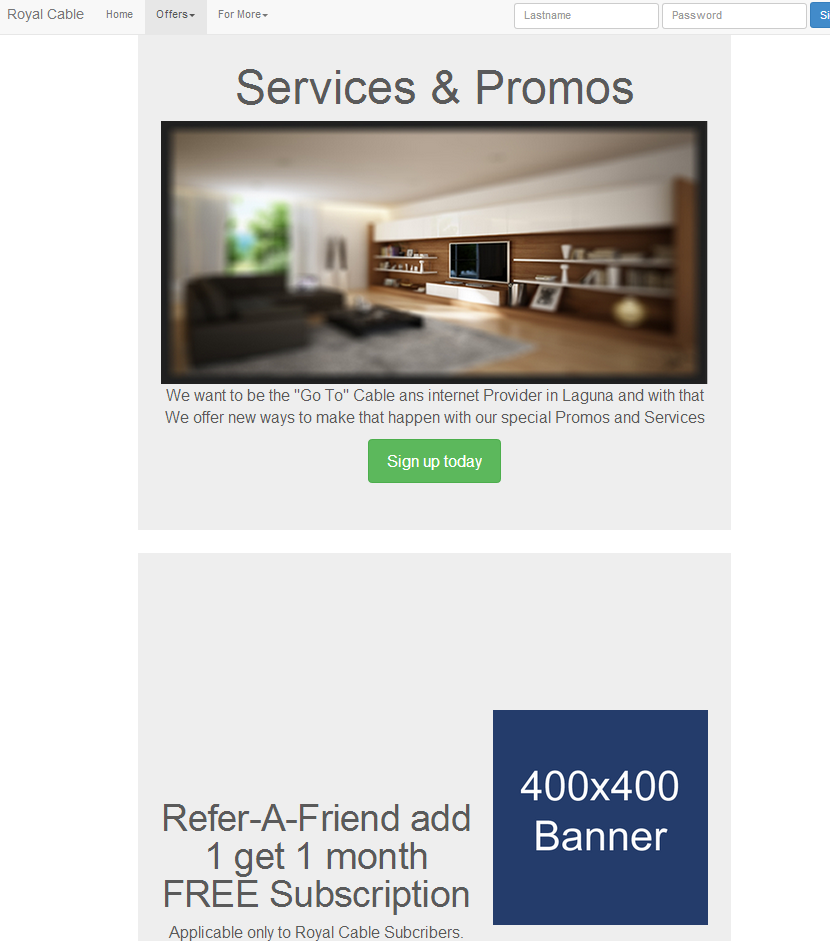 Royal Cable Home Offers For More Lastname Password
Services & Promos
We want to be the "Go To" Cable ans internet Provider in Laguna and with that
We offer new ways to make that happen with our special Promos and Services
Sign up today
400x400
Banner
Refer-A-Friend add
1 get 1 month
FREE Subscription
Applicable only to Royal Cable Subcribers.